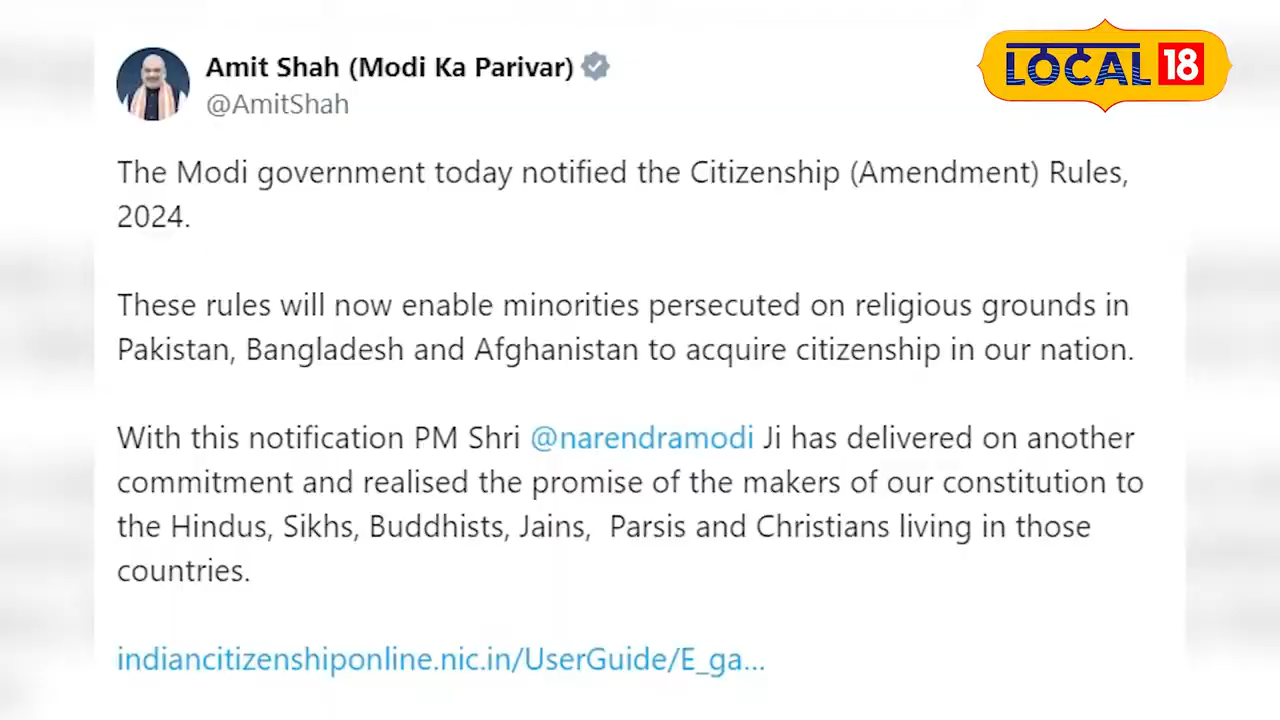 Amit Shah (Modi Ka Parivar)
@AmitShah
LOCAL 18
The Modi government today notified the Citizenship (Amendment) Rules,
2024.
These rules will now enable minorities persecuted on religious grounds in
Pakistan, Bangladesh and Afghanistan to acquire citizenship in our nation.
With this notification PM Shri @narendramodi Ji has delivered on another
commitment and realised the promise of the makers of our constitution to
the Hindus, Sikhs, Buddhists, Jains,  Parsis and Christians living in those
countries.
indiancitizenshiponline.nic.in/UserGuide/E_ga...